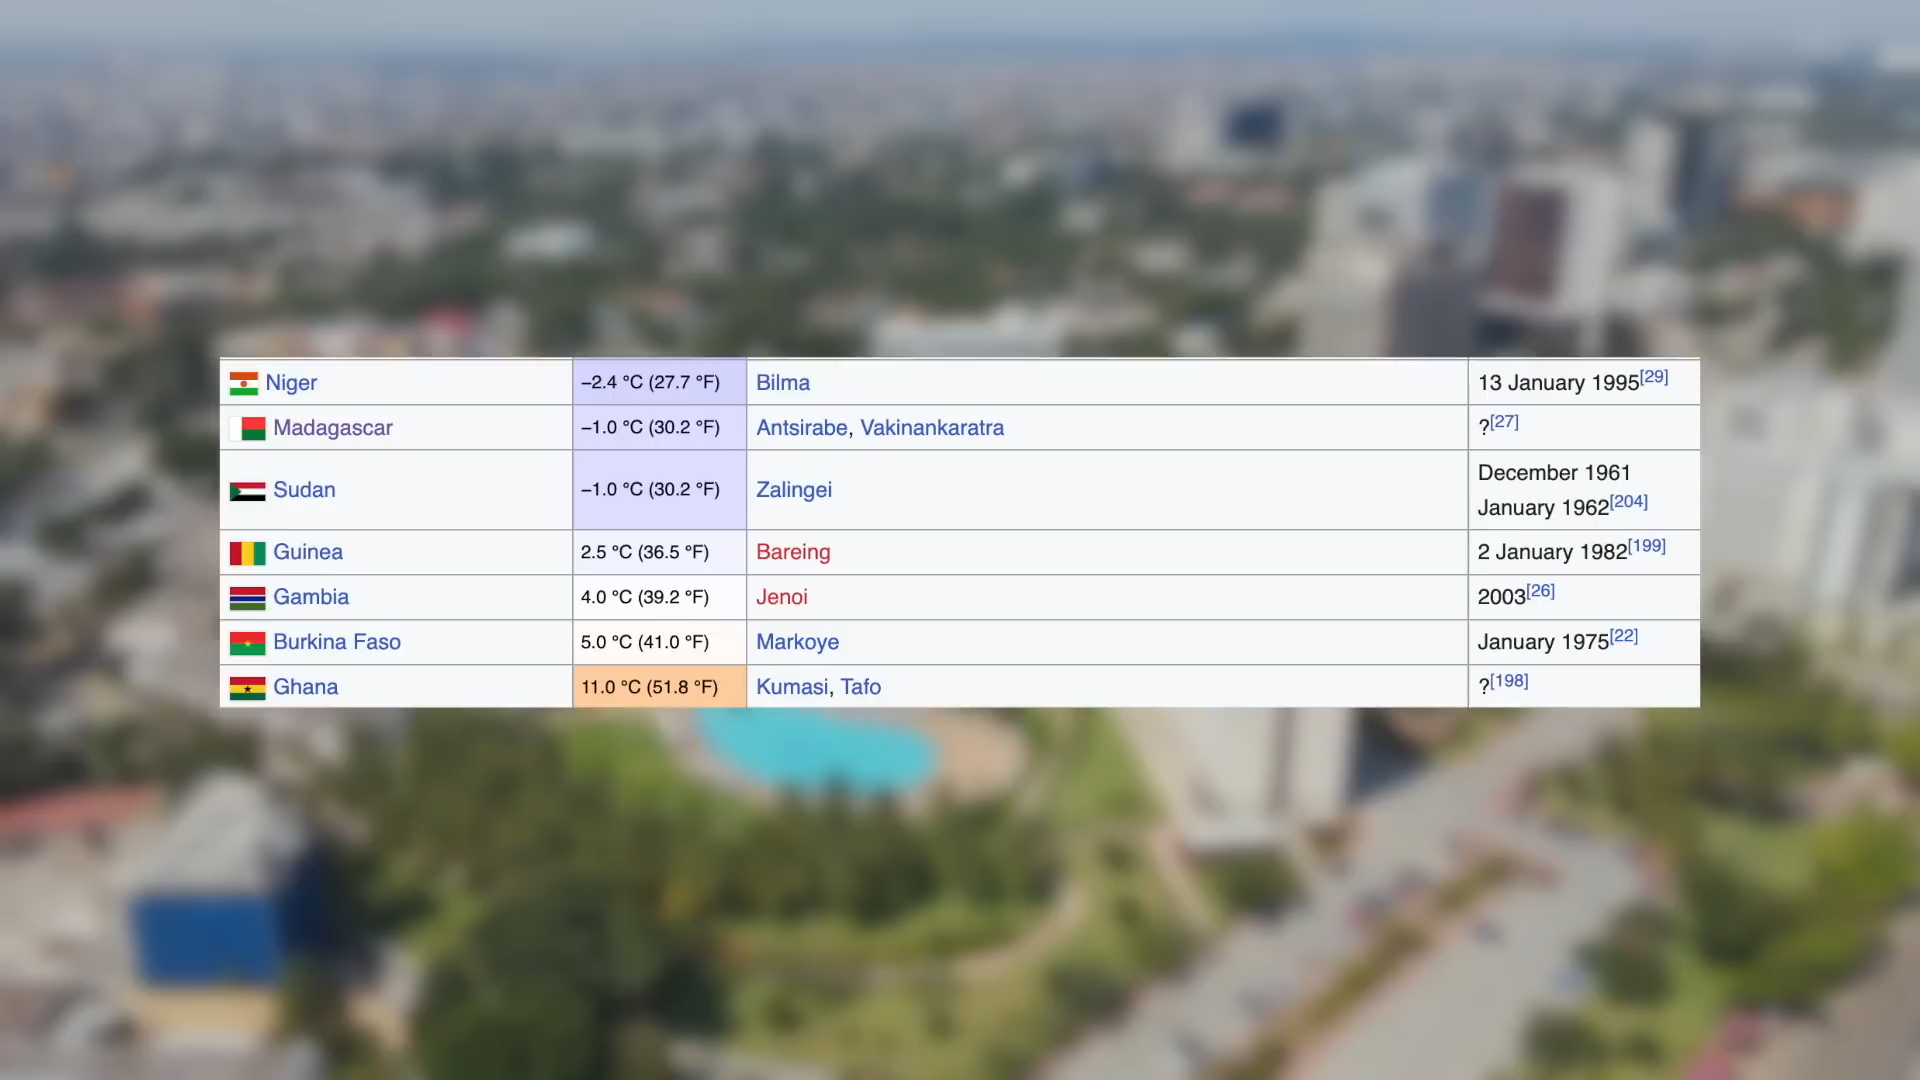 Niger −2.4 °C (27.7 °F) Bilma 13 January 1995[29]
Madagascar −1.0 °C (30.2 °F) Antsirabe, Vakinankaratra ?[27]
Sudan −1.0 °C (30.2 °F) Zalingei December 1961
January 1962[204]
Guinea 2.5 °C (36.5 °F) Bareing 2 January 1982[199]
Gambia 4.0 °C (39.2 °F) Jenoi 2003[26]
Burkina Faso 5.0 °C (41.0 °F) Markoye January 1975[22]
Ghana 11.0 °C (51.8 °F) Kumasi, Tafo ?[198]